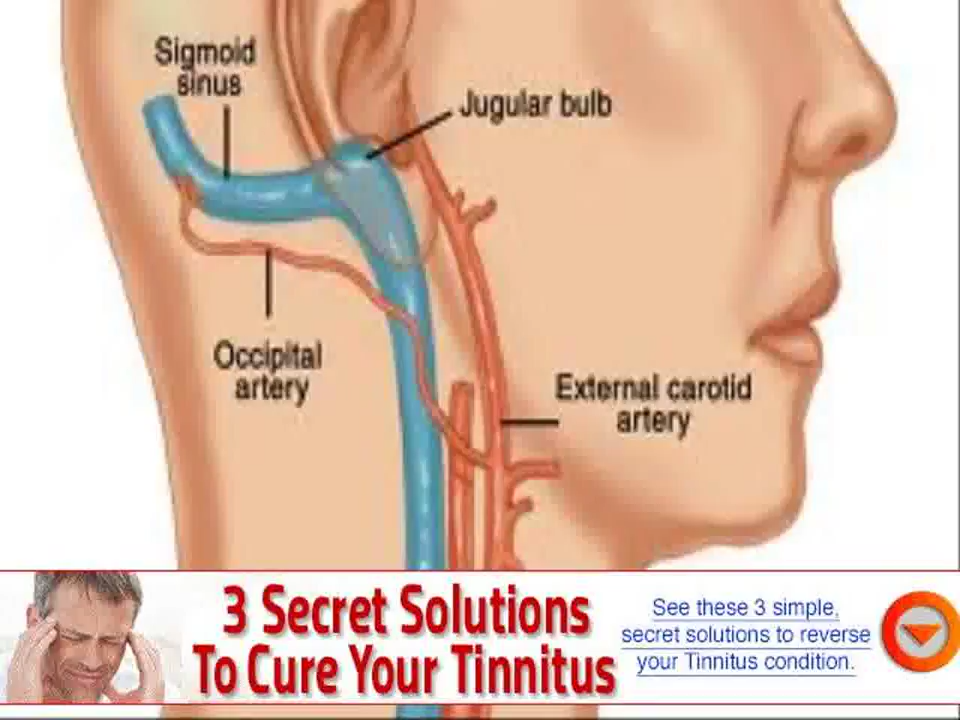 Sigmoid
sinus
Jugular bulb
Occipital
artery
External carotid
artery
3 Secret Solutions
To Cure Your Tinnitus
See these 3 simple,
secret solutions to reverse
your Tinnitus condition.